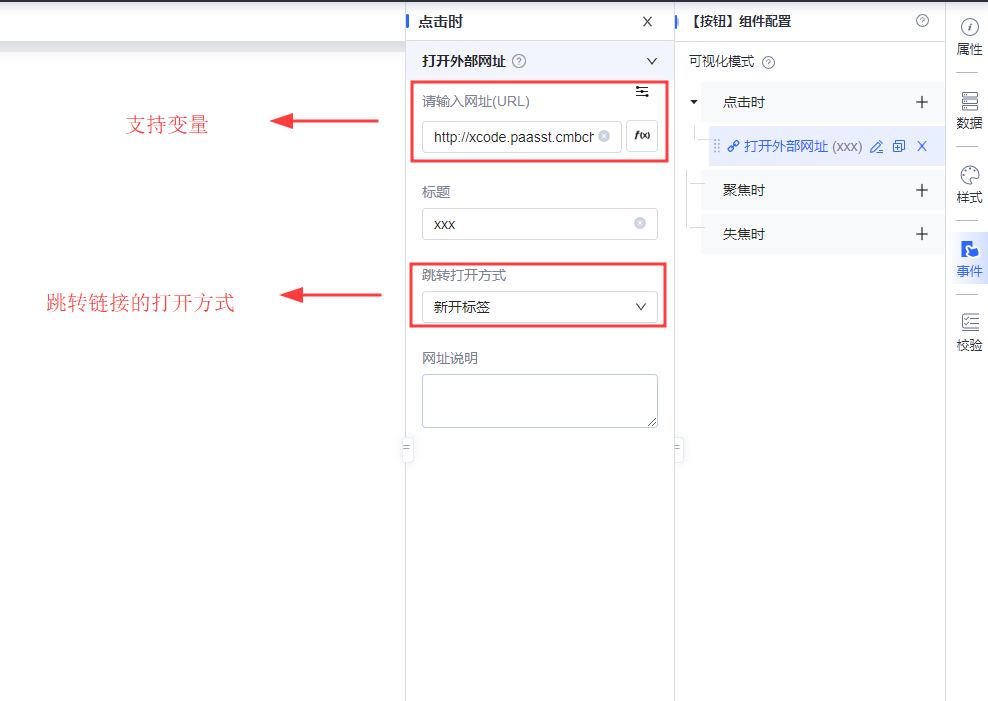 支持变量
跳转链接的打开方式
点击时
打开外部网址
请输入网址(URL)
http://xcode.paasst.cmbch
f(x)
标题
xxx
跳转打开方式
新开标签
网址说明
【按钮】组件配置
可视化模式
点击时
打开外部网址 (xxx)
聚焦时
失焦时
属性
数据
样式
事件
校验